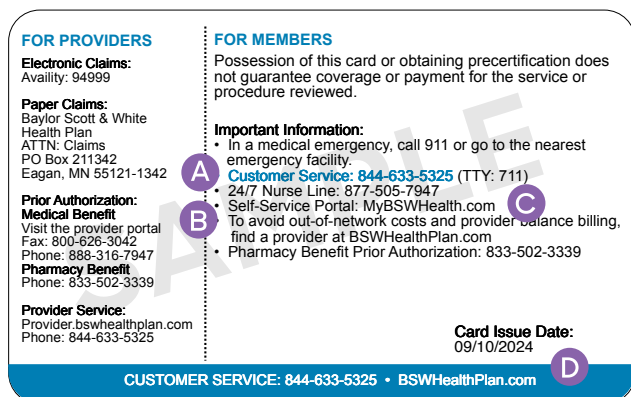 FOR PROVIDERS
Electronic Claims:
Availity: 94999
Paper Claims:
Baylor Scott & White
Health Plan
ATTN: Claims
PO Box 211342
Eagan, MN 55121-1342
Prior Authorization:
Medical Benefit
Visit the provider portal
Fax: 800-626-3042
Phone: 888-316-7947
Pharmacy Benefit
Phone: 833-502-3339
Provider Service:
Provider.bswhealthplan.com
Phone: 844-633-5325
FOR MEMBERS
Possession of this card or obtaining precertification does
not guarantee coverage or payment for the service or
procedure reviewed.
Important Information:
• In a medical emergency, call 911 or go to the nearest
emergency facility.
A
Customer Service: 844-633-5325 (TTY: 711)
• 24/7 Nurse Line: 877-505-7947
B
• Self-Service Portal: MyBSWHealth.com
C
• To avoid out-of-network costs and provider balance billing,
find a provider at BSWHealthPlan.com
• Pharmacy Benefit Prior Authorization: 833-502-3339
SAMPLE
Card Issue Date:
09/10/2024
D
CUSTOMER SERVICE: 844-633-5325 • BSWHealthPlan.com